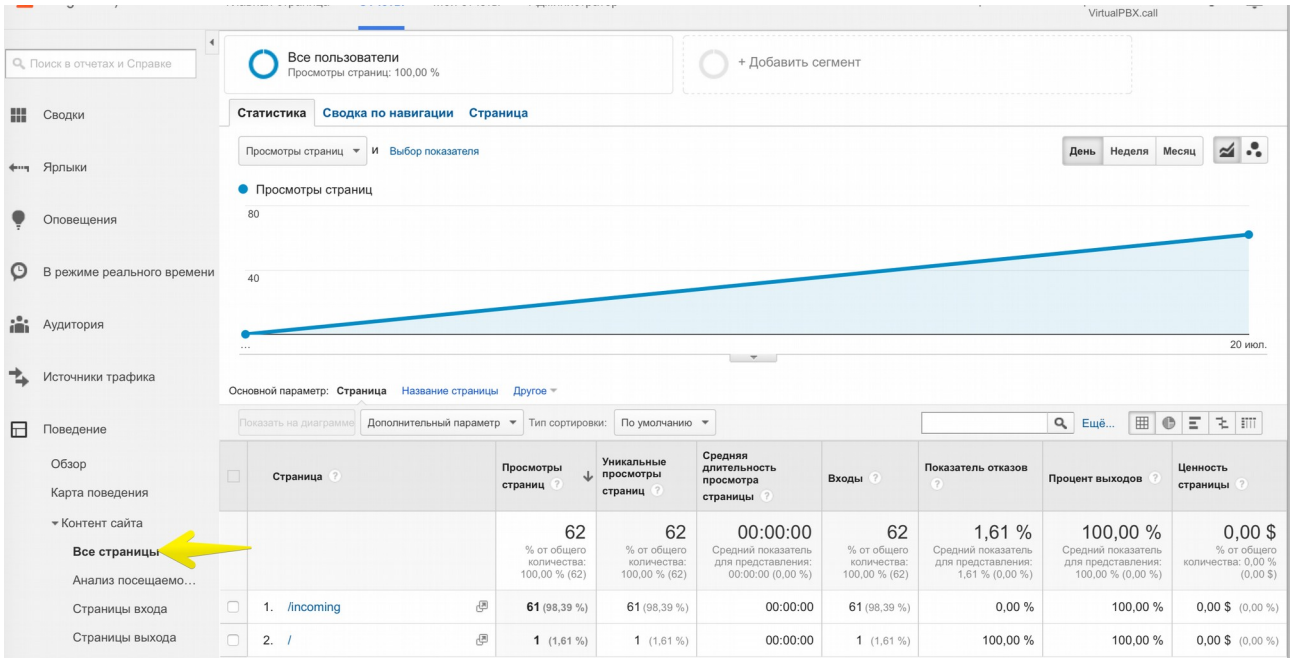 VirtualPBX.call
Поиск в отчетах и Справке
Сводки
Ярлыки
Оповещения
В режиме реального времени
Аудитория
Источники трафика
Поведение
Обзор
Карта поведения
Контент сайта
Все страницы
Анализ посещаемо...
Страницы входа
Страницы выхода
Все пользователи
Просмотры страниц: 100,00 %
+ Добавить сегмент
Статистика Сводка по навигации Страница
Просмотры страниц и Выбор показателя
День Неделя Месяц
Просмотры страниц
80
40
...
20 июл.
Основной параметр: Страница Название страницы Другое
Показать на диаграмме Дополнительный параметр Тип сортировки: По умолчанию Ещё...
Страница ? Просмотры страниц ? Уникальные просмотры страниц ? Средняя длительность просмотра страницы ? Входы ? Показатель отказов ? Процент выходов ? Ценность страницы ?
62 62 00:00:00 62 1,61 % 100,00 % 0,00 $
% от общего % от общего Средний показатель % от общего Средний показатель Средний показатель % от общего
количества: количества: для представления: количества: для представления: для представления: количества: 0,00 %
100,00 % (62) 100,00 % (62) 00:00:00 (0,00 %) 100,00 % (62) 1,61 % (0,00 %) 100,00 % (0,00 %) (0,00 $)
1. /incoming 61 (98,39 %) 61 (98,39 %) 00:00:00 61 (98,39 %) 0,00 % 100,00 % 0,00 $ (0,00 %)
2. / 1 (1,61 %) 1 (1,61 %) 00:00:00 1 (1,61 %) 100,00 % 100,00 % 0,00 $ (0,00 %)